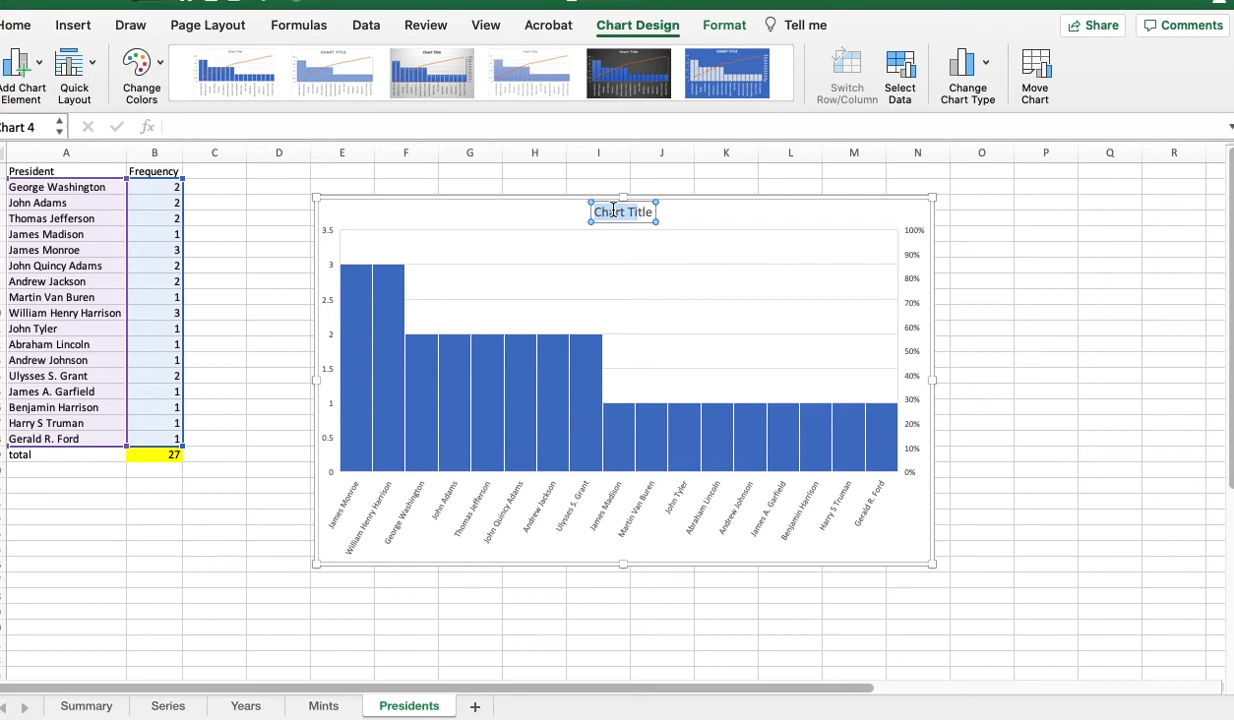 Home Insert Draw Page Layout Formulas Data Review View Acrobat Chart Design Format Tell me Share Comments
Add Chart Element
Quick Layout
Change Colors
Switch Row/Column
Select Data
Change Chart Type
Move Chart
Chart 4
fx
A B C D E F G H I J K L M N O P Q R
President Frequency
George Washington 2
John Adams 2
Thomas Jefferson 2
James Madison 1
James Monroe 3
John Quincy Adams 2
Andrew Jackson 2
Martin Van Buren 1
William Henry Harrison 3
John Tyler 1
Abraham Lincoln 1
Andrew Johnson 1
Ulysses S. Grant 2
James A. Garfield 1
Benjamin Harrison 1
Harry S Truman 1
Gerald R. Ford 1
total 27
Chart Title
3.5
3
2.5
2
1.5
1
0.5
0
100%
90%
80%
70%
60%
50%
40%
30%
20%
10%
0%
James Monroe
William Henry Harrison
George Washington
John Adams
Thomas Jefferson
John Quincy Adams
Andrew Jackson
Ulysses S. Grant
James Madison
Martin Van Buren
John Tyler
Abraham Lincoln
Andrew Johnson
James A. Garfield
Benjamin Harrison
Harry S Truman
Gerald R. Ford
Summary Series Years Mints Presidents +